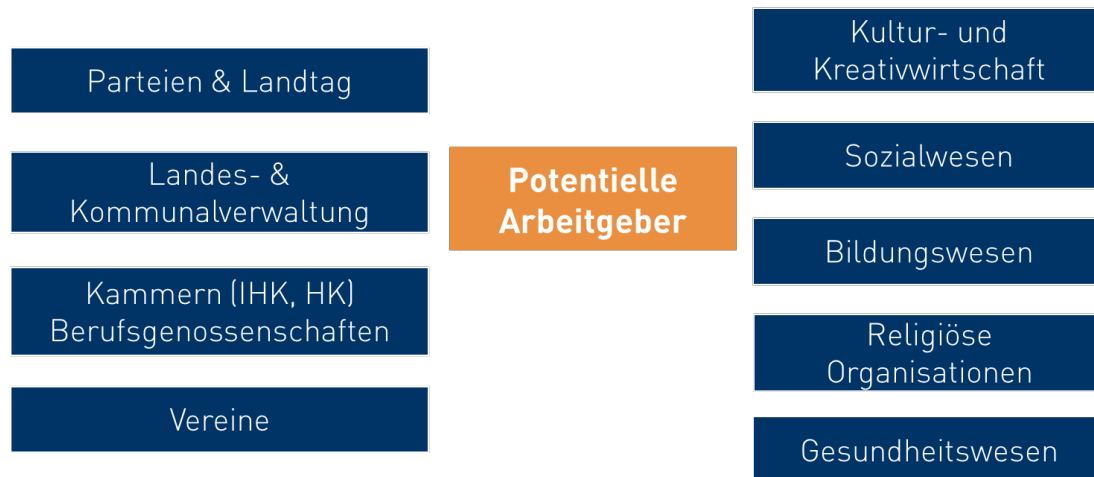 Parteien & Landtag
Landes- &
Kommunalverwaltung
Kammern (IHK, HK)
Berufsgenossenschaften
Vereine
Potentielle
Arbeitgeber
Kultur- und
Kreativwirtschaft
Sozialwesen
Bildungswesen
Religiöse
Organisationen
Gesundheitswesen